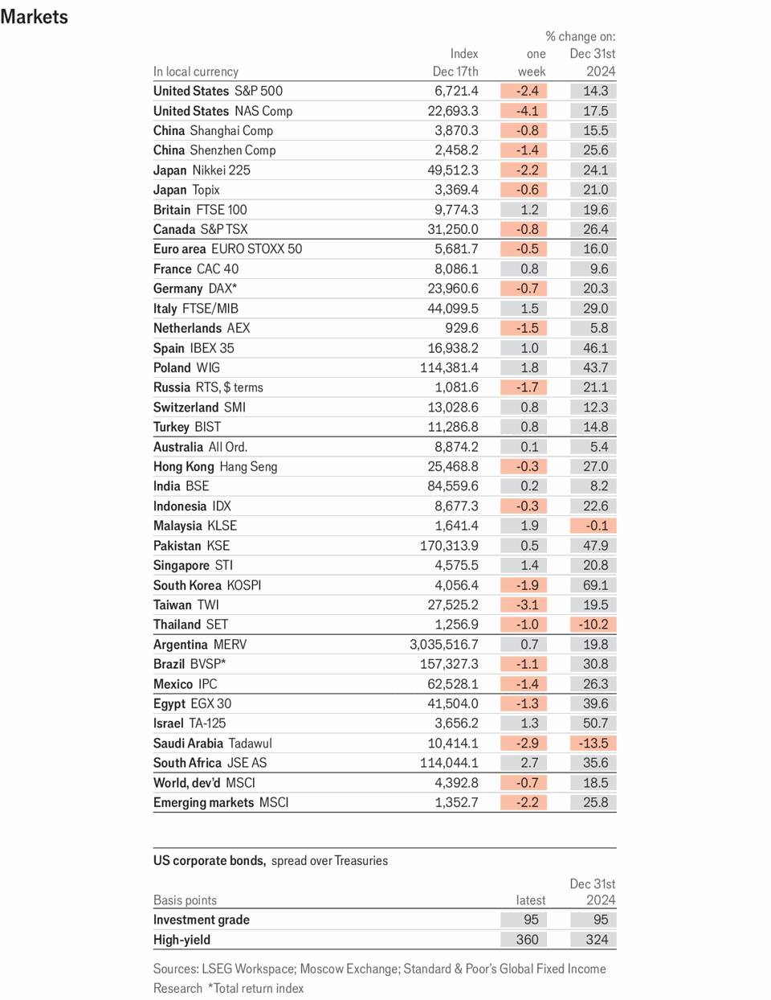 Markets
% change on:
Index one Dec 31st
In local currency Dec 17th week 2024
United States S&P 500 6,721.4 -2.4 14.3
United States NAS Comp 22,693.3 -4.1 17.5
China Shanghai Comp 3,870.3 -0.8 15.5
China Shenzhen Comp 2,458.2 -1.4 25.6
Japan Nikkei 225 49,512.3 -2.2 24.1
Japan Topix 3,369.4 -0.6 21.0
Britain FTSE 100 9,774.3 1.2 19.6
Canada S&P TSX 31,250.0 -0.8 26.4
Euro area EURO STOXX 50 5,681.7 -0.5 16.0
France CAC 40 8,086.1 0.8 9.6
Germany DAX* 23,960.6 -0.7 20.3
Italy FTSE/MIB 44,099.5 1.5 29.0
Netherlands AEX 929.6 -1.5 5.8
Spain IBEX 35 16,938.2 1.0 46.1
Poland WIG 114,381.4 1.8 43.7
Russia RTS, $ terms 1,081.6 -1.7 21.1
Switzerland SMI 13,028.6 0.8 12.3
Turkey BIST 11,286.8 0.8 14.8
Australia All Ord. 8,874.2 0.1 5.4
Hong Kong Hang Seng 25,468.8 -0.3 27.0
India BSE 84,559.6 0.2 8.2
Indonesia IDX 8,677.3 -0.3 22.6
Malaysia KLSE 1,641.4 1.9 -0.1
Pakistan KSE 170,313.9 0.5 47.9
Singapore STI 4,575.5 1.4 20.8
South Korea KOSPI 4,056.4 -1.9 69.1
Taiwan TWI 27,525.2 -3.1 19.5
Thailand SET 1,256.9 -1.0 -10.2
Argentina MERV 3,035,516.7 0.7 19.8
Brazil BVSP* 157,327.3 -1.1 30.8
Mexico IPC 62,528.1 -1.4 26.3
Egypt EGX 30 41,504.0 -1.3 39.6
Israel TA-125 3,656.2 1.3 50.7
Saudi Arabia Tadawul 10,414.1 -2.9 -13.5
South Africa JSE AS 114,044.1 2.7 35.6
World, dev'd MSCI 4,392.8 -0.7 18.5
Emerging markets MSCI 1,352.7 -2.2 25.8
US corporate bonds, spread over Treasuries
Dec 31st
Basis points latest 2024
Investment grade 95 95
High-yield 360 324
Sources: LSEG Workspace; Moscow Exchange; Standard & Poor's Global Fixed Income
Research *Total return index